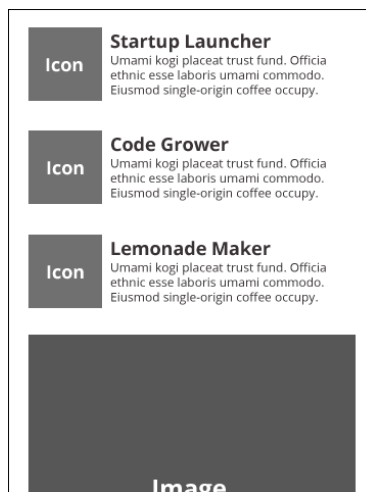 Icon
Startup Launcher
Umami kogi placeat trust fund. Officia
ethnic esse laboris umami commodo.
Eiusmod single-origin coffee occupy.
Icon
Code Grower
Umami kogi placeat trust fund. Officia
ethnic esse laboris umami commodo.
Eiusmod single-origin coffee occupy.
Icon
Lemonade Maker
Umami kogi placeat trust fund. Officia
ethnic esse laboris umami commodo.
Eiusmod single-origin coffee occupy.
Image